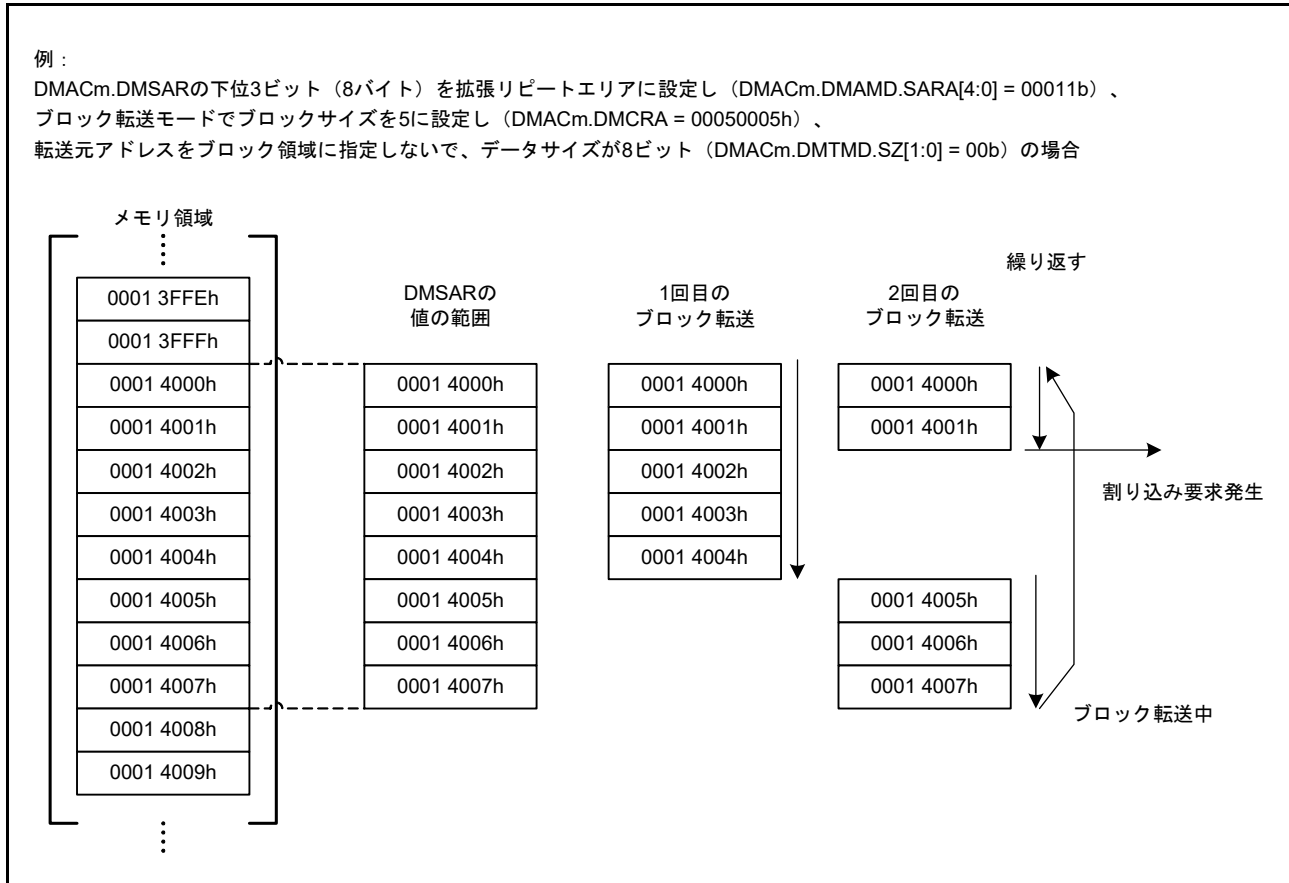 例：
DMACm.DMSARの下位3ビット（8バイト）を拡張リピートエリアに設定し（DMACm.DMAMD.SARA[4:0] = 00011b）、
ブロック転送モードでブロックサイズを5に設定し（DMACm.DMCRA = 00050005h）、
転送元アドレスをブロック領域に指定しないで、データサイズが8ビット（DMACm.DMTMD.SZ[1:0] = 00b）の場合
メモリ領域
0001 3FFEh
0001 3FFFh
0001 4000h
0001 4001h
0001 4002h
0001 4003h
0001 4004h
0001 4005h
0001 4006h
0001 4007h
0001 4008h
0001 4009h
DMSARの
値の範囲
0001 4000h
0001 4001h
0001 4002h
0001 4003h
0001 4004h
0001 4005h
0001 4006h
0001 4007h
1回目の
ブロック転送
0001 4000h
0001 4001h
0001 4002h
0001 4003h
0001 4004h
2回目の
ブロック転送
0001 4000h
0001 4001h
0001 4005h
0001 4006h
0001 4007h
繰り返す
割り込み要求発生
ブロック転送中